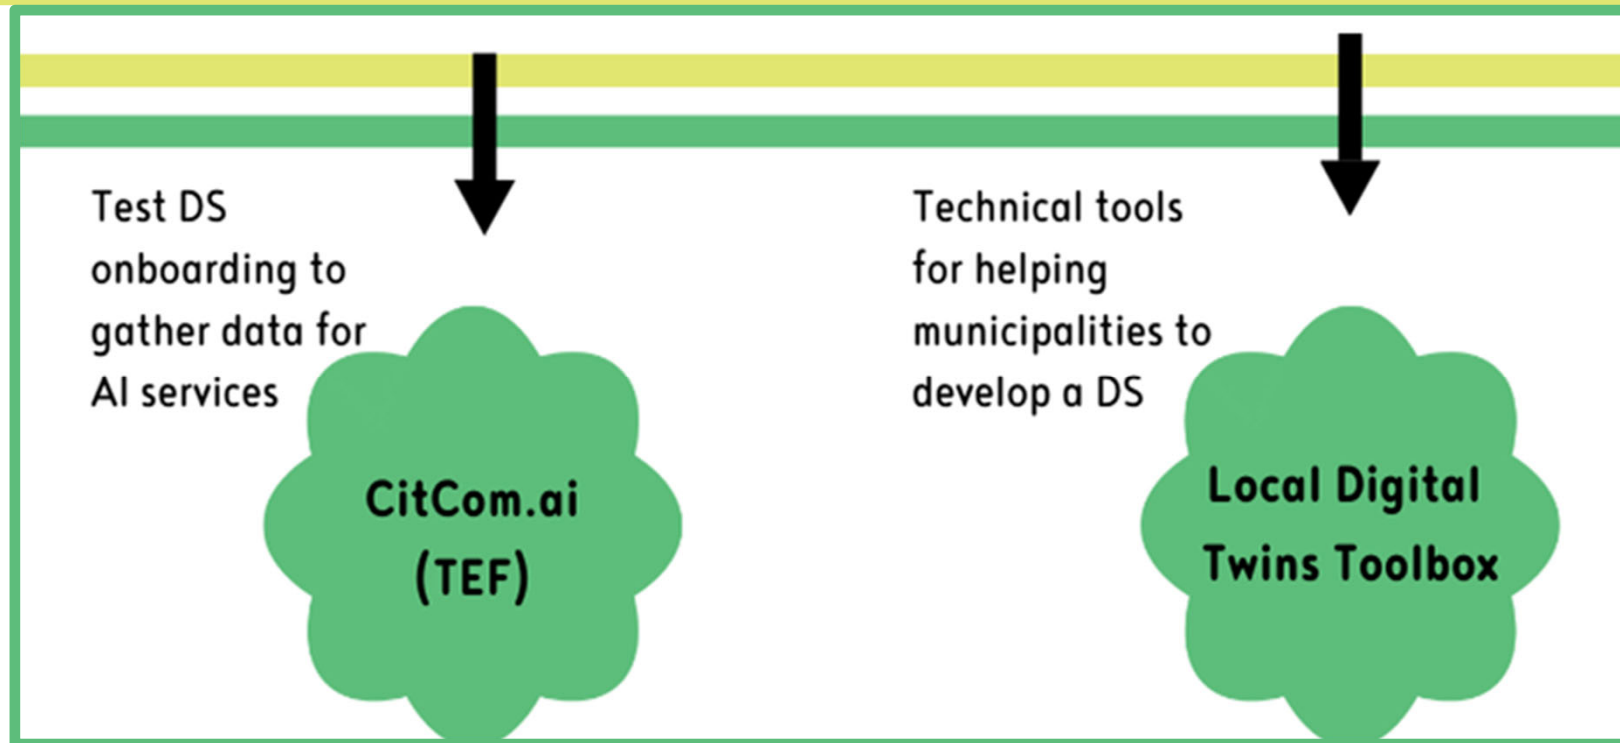 Test DS
onboarding to
gather data for
AI services
CitCom.ai
(TEF)
Technical tools
for helping
municipalities to
develop a DS
Local Digital
Twins Toolbox